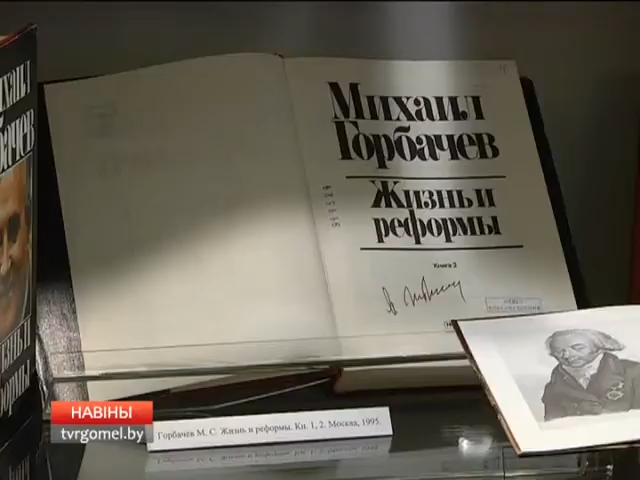 Михаил
Горбачев
Жизнь и
реформы
Книга 2
НАВІНЫ
tvrgomel.by
Горбачев М. С. Жизнь и реформы. Кн. 1, 2. Москва, 1995.